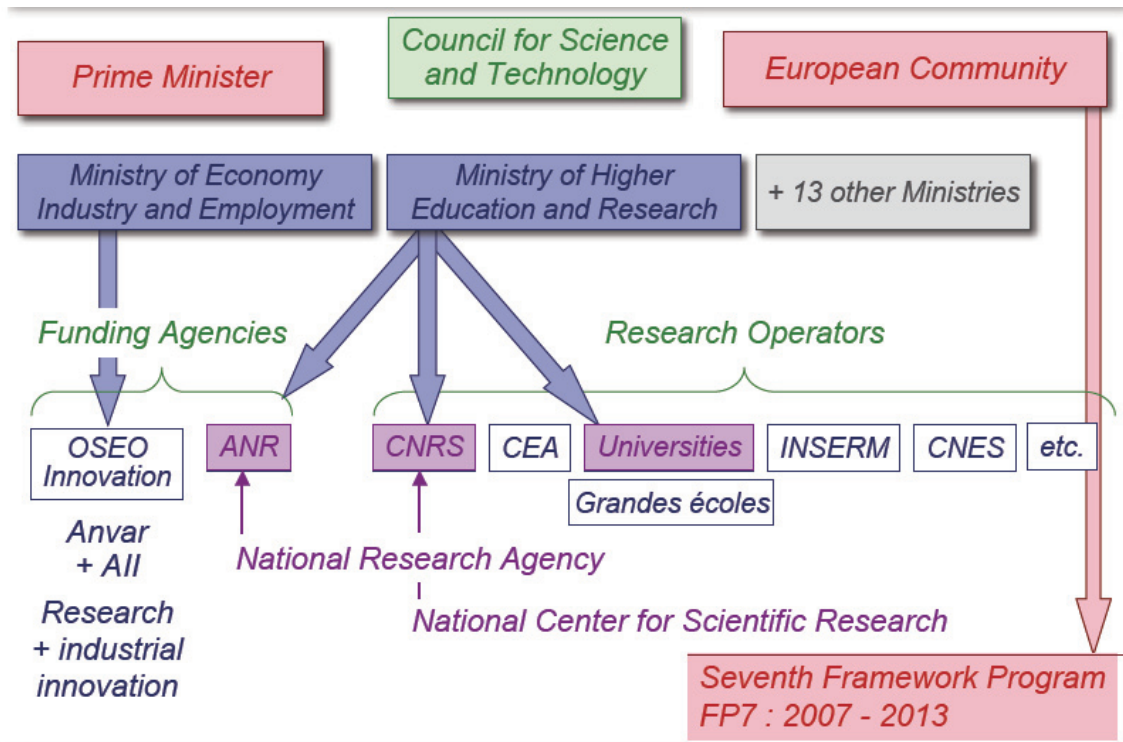 Prime Minister
Council for Science
and Technology
European Community
Ministry of Economy
Industry and Employment
Ministry of Higher
Education and Research
+ 13 other Ministries
Funding Agencies
Research Operators
OSEO
Innovation
ANR
CNRS
CEA
Universities
INSERM
CNES
etc.
Grandes écoles
Anvar
+ AII
National Research Agency
Research
+ industrial
innovation
National Center for Scientific Research
Seventh Framework Program
FP7 : 2007 - 2013